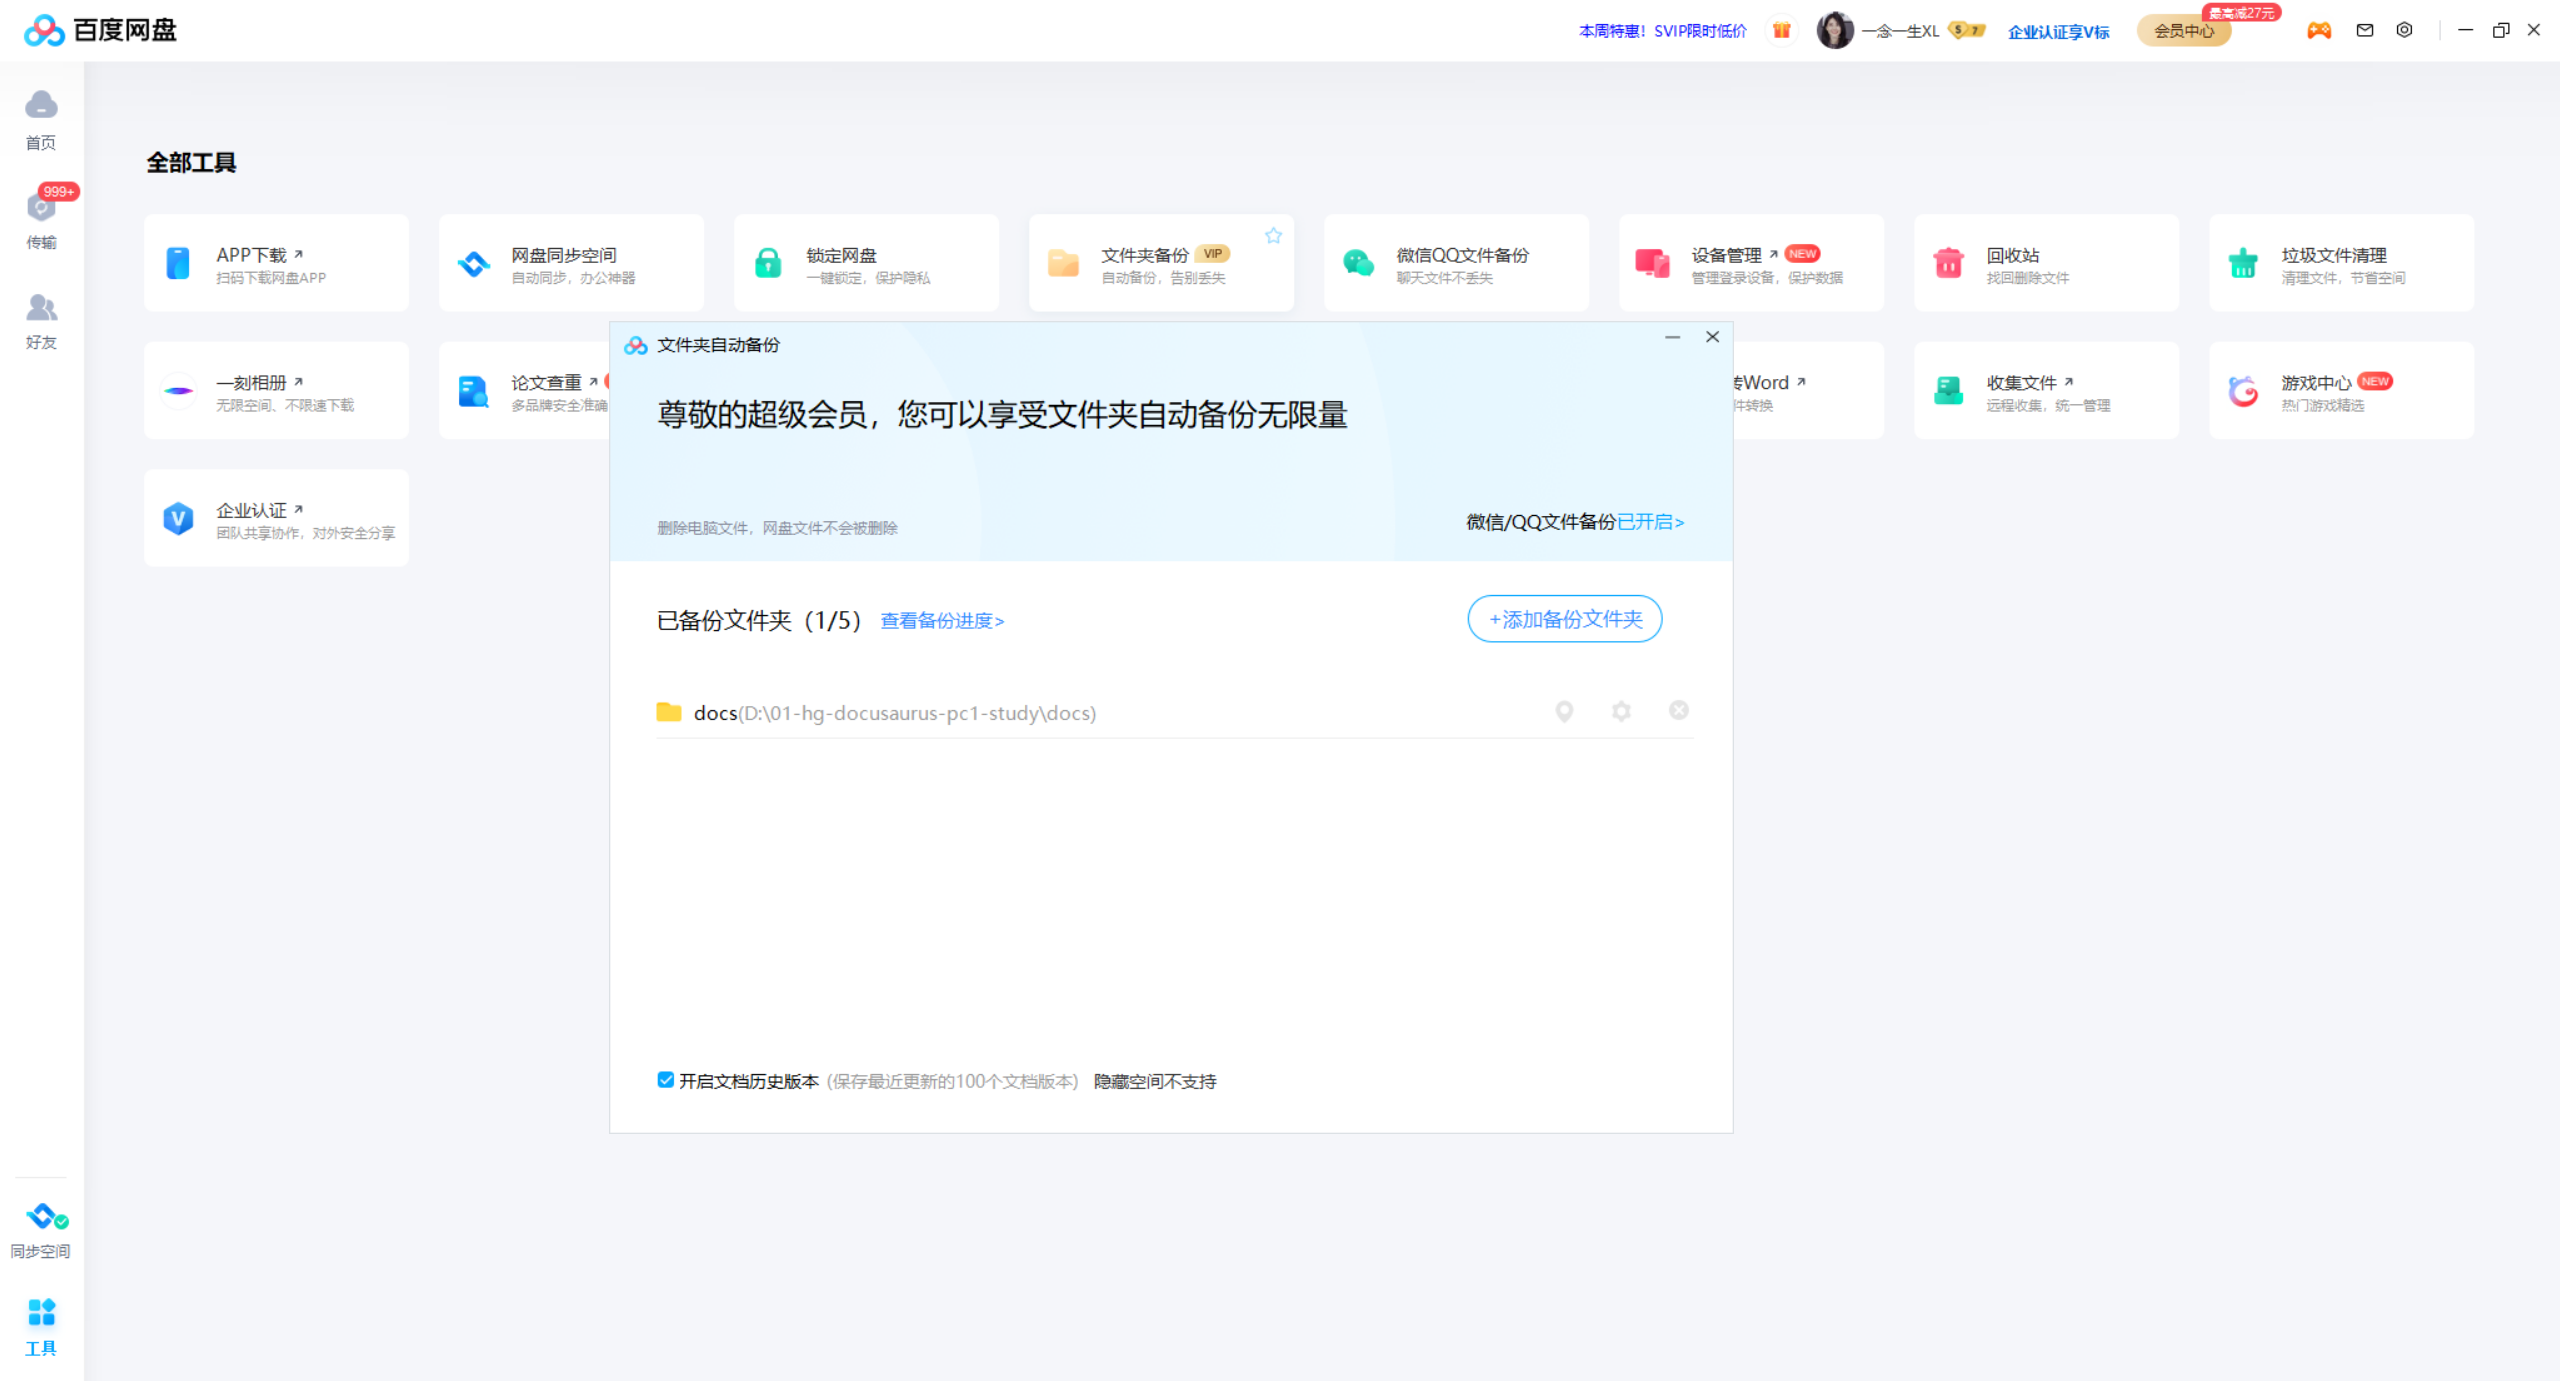 百度网盘
本周特惠！SVIP限时低价
一念一生XL
S 7
企业认证享V标
会员中心
最高减27元
首页
999+
传输
好友
全部工具
APP下载
扫码下载网盘APP
网盘同步空间
自动同步，办公神器
锁定网盘
一键锁定，保护隐私
文件夹备份 VIP
自动备份，告别丢失
微信QQ文件备份
聊天文件不丢失
设备管理 NEW
管理登录设备，保护数据
回收站
找回删除文件
垃圾文件清理
清理文件，节省空间
一刻相册
无限空间、不限速下载
论文查重
多品牌安全准确
转Word
件转换
收集文件
远程收集，统一管理
游戏中心 NEW
热门游戏精选
V
企业认证
团队共享协作，对外安全分享
文件夹自动备份
尊敬的超级会员，您可以享受文件夹自动备份无限量
删除电脑文件，网盘文件不会被删除
微信/QQ文件备份已开启>
已备份文件夹（1/5） 查看备份进度>
+添加备份文件夹
docs(D:\01-hg-docusaurus-pc1-study\docs)
开启文档历史版本 (保存最近更新的100个文档版本) 隐藏空间不支持
同步空间
工具